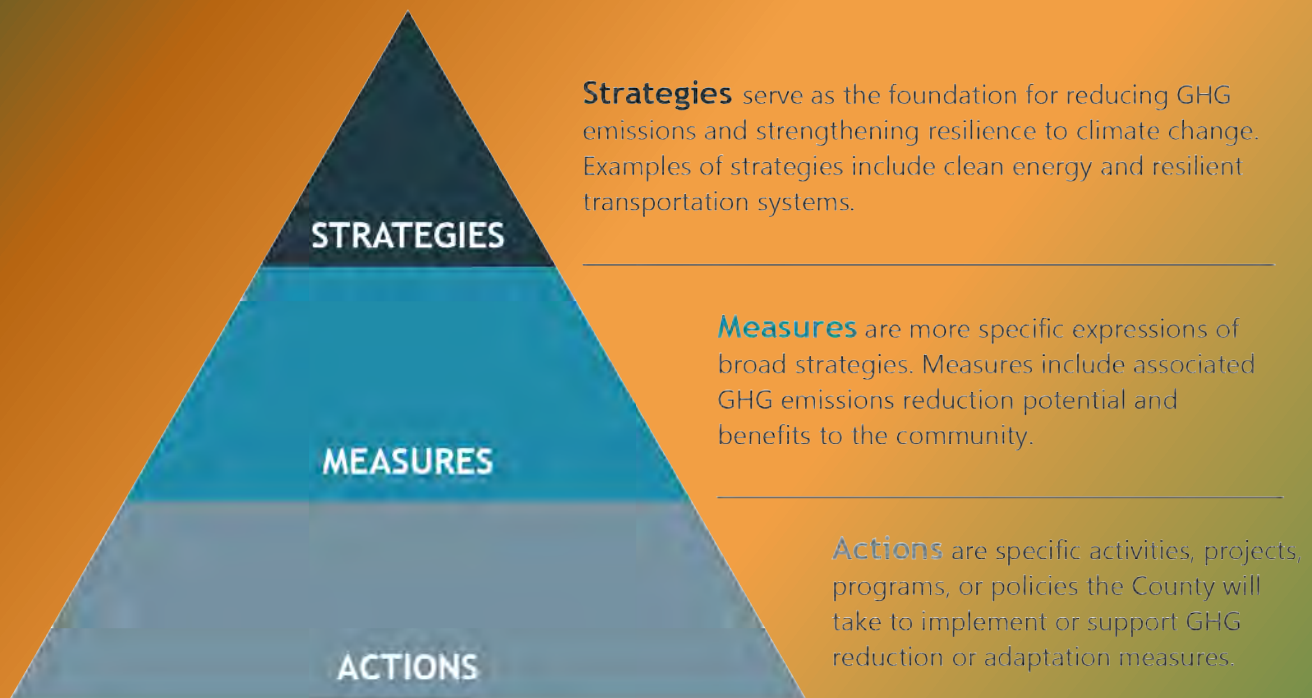 Strategies serve as the foundation for reducing GHG
emissions and strengthening resilience to climate change.
Examples of strategies include clean energy and resilient
transportation systems.
STRATEGIES
Measures are more specific expressions of
broad strategies. Measures include associated
GHG emissions reduction potential and
benefits to the community.
MEASURES
Actions are specific activities, projects,
programs, or policies the County will
take to implement or support GHG
reduction or adaptation measures.
ACTIONS